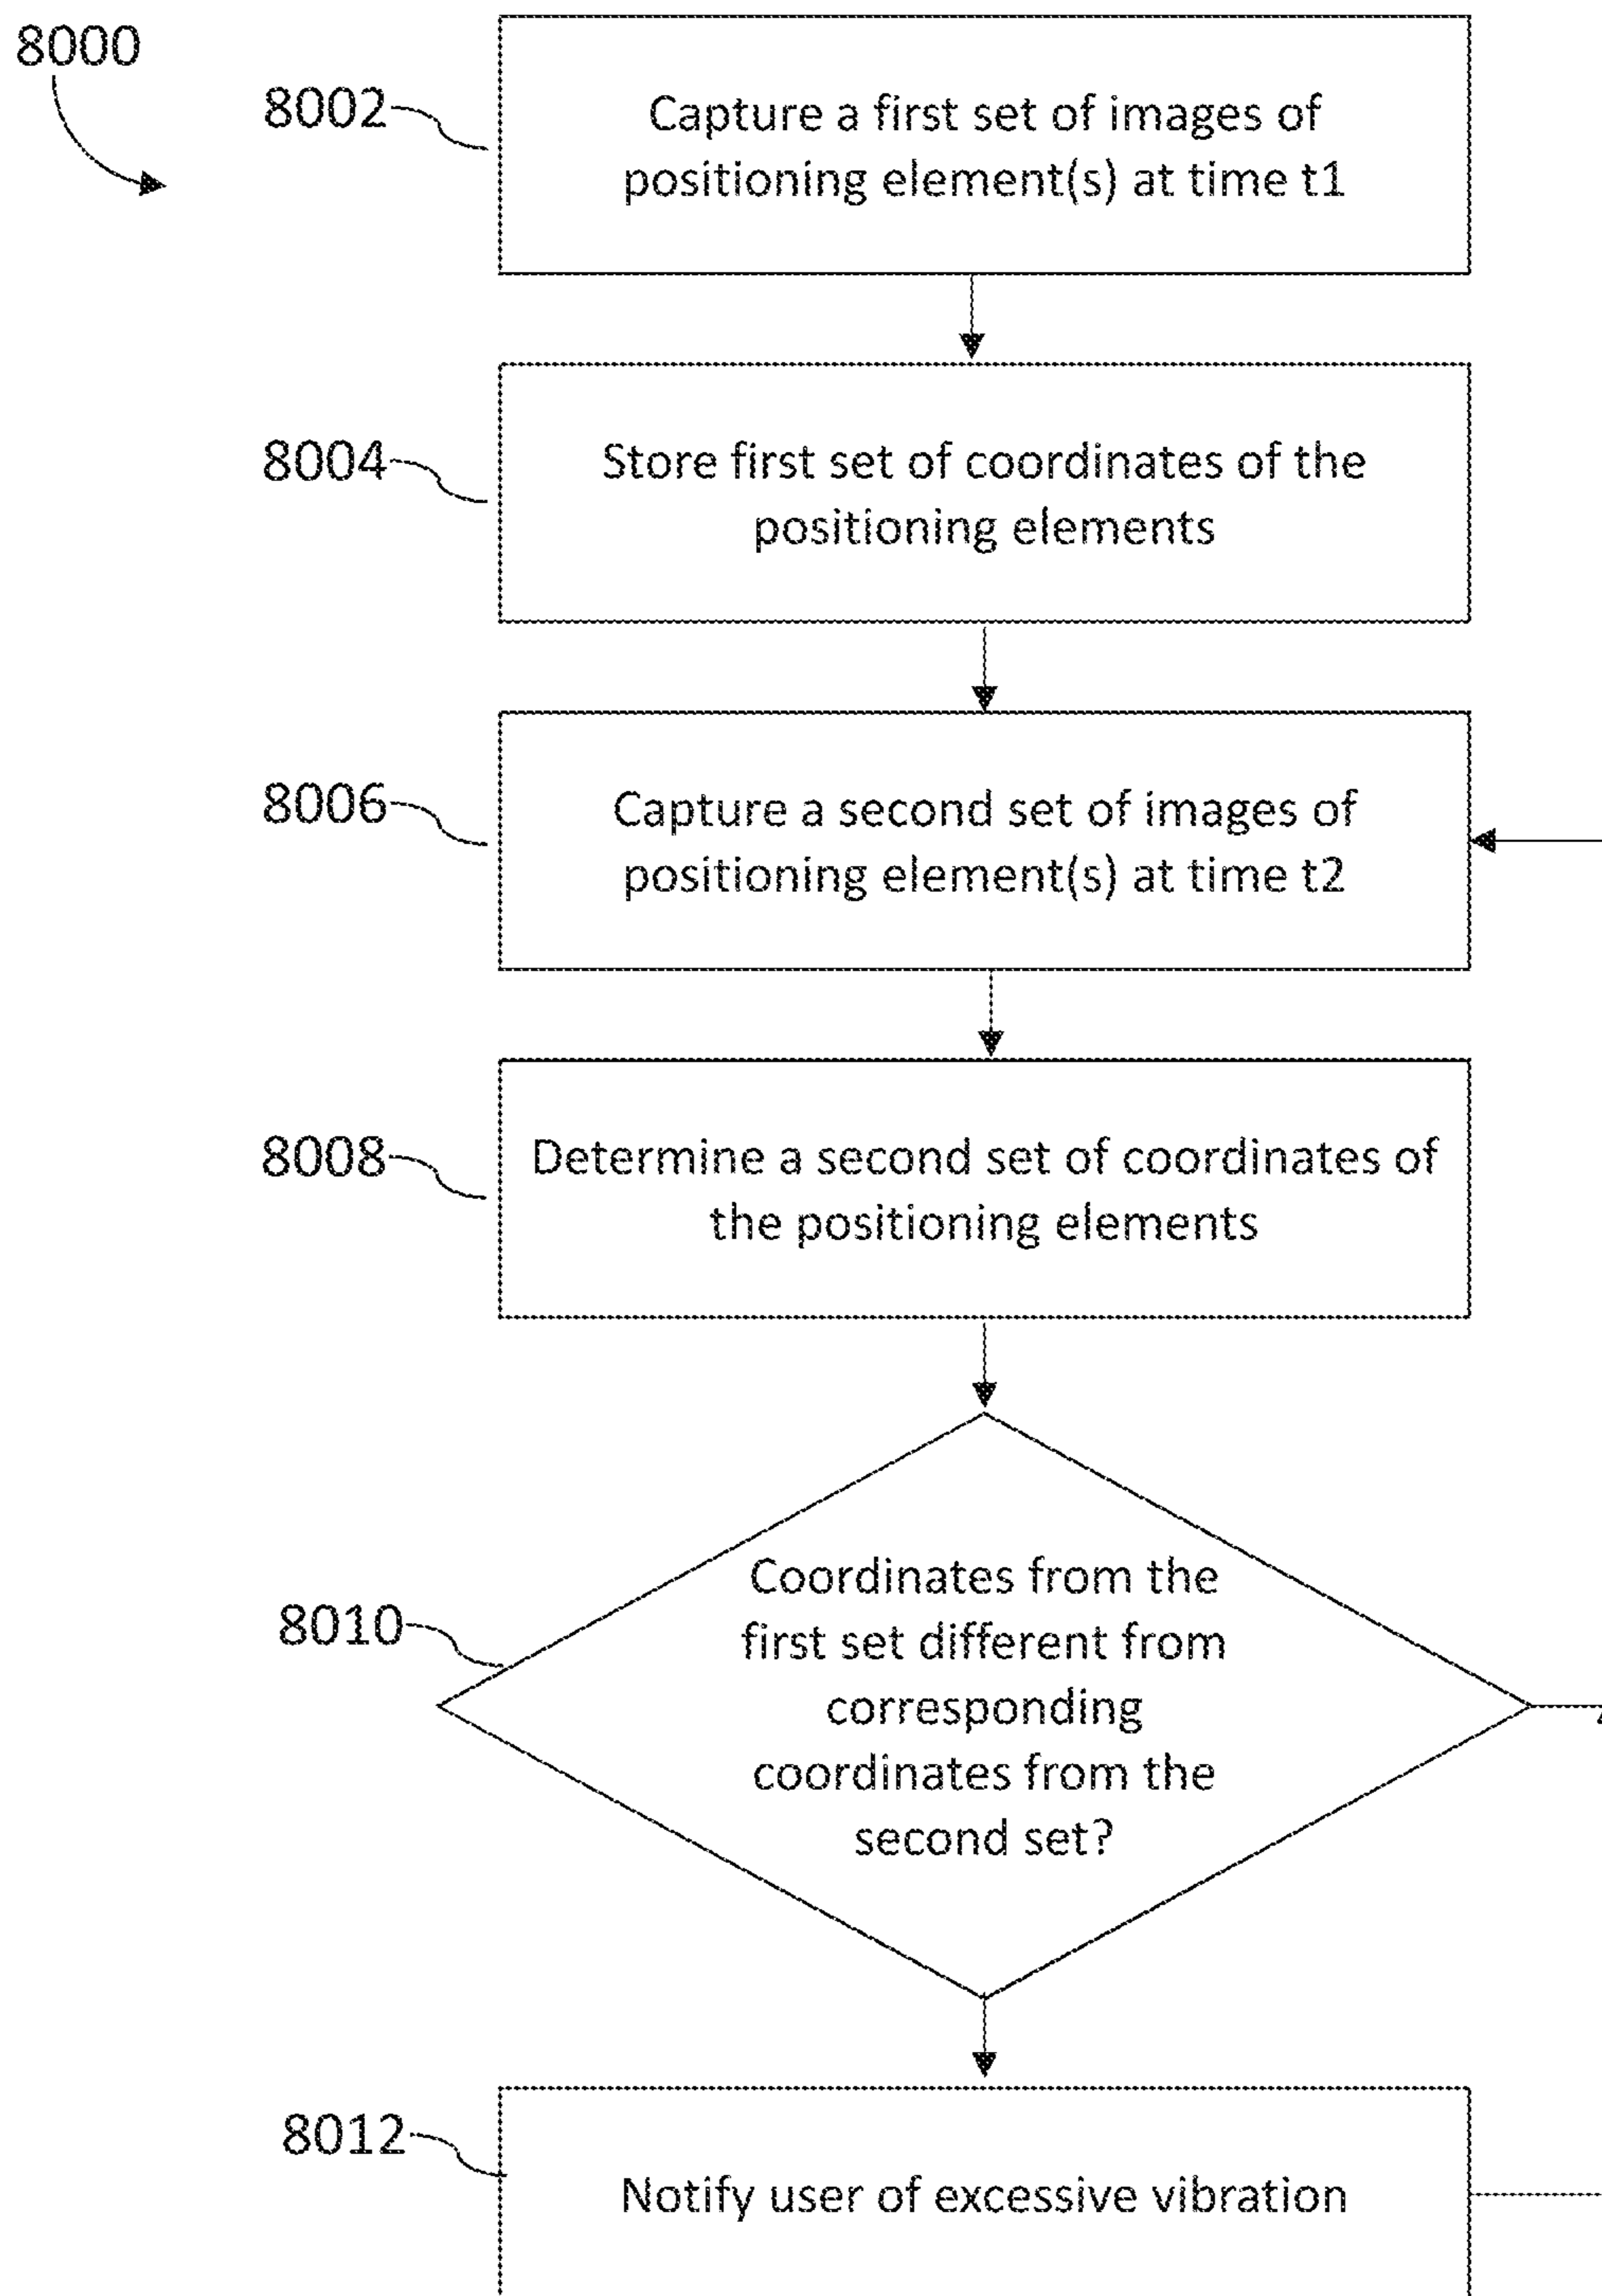 8000
8002
Capture a first set of images of
positioning element(s) at time t1
8004
Store first set of coordinates of the
positioning elements
8006
Capture a second set of images of
positioning element(s) at time t2
8008
Determine a second set of coordinates of
the positioning elements
8010
Coordinates from the
first set different from
corresponding
coordinates from the
second set?
8012
Notify user of excessive vibration